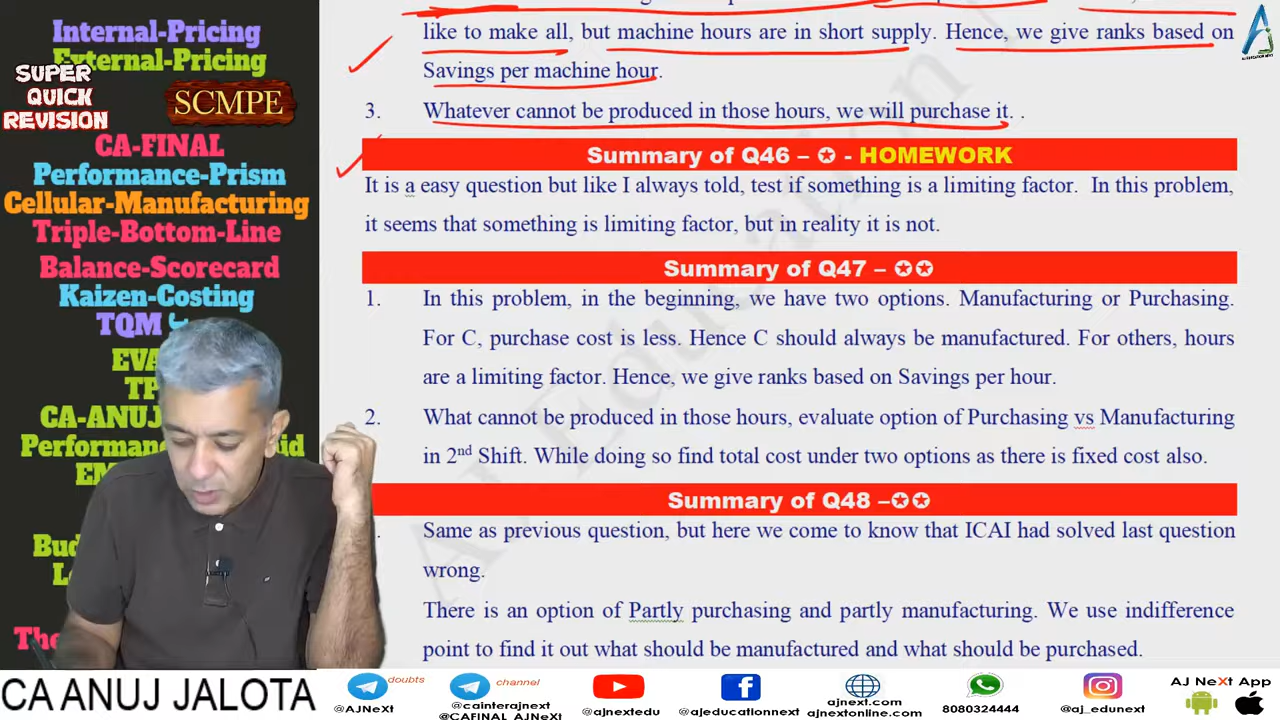 Internal-Pricing
External-Pricing
SUPER
QUICK
REVISION
SCMPE
CA-FINAL
Performance-Prism
Cellular-Manufacturing
Triple-Bottom-Line
Balance-Scorecard
Kaizen-Costing
TQM
EVA
TP
CA-ANUJ
Performance
EM
Bud
like to make all, but machine hours are in short supply. Hence, we give ranks based on
Savings per machine hour.
3. Whatever cannot be produced in those hours, we will purchase it. .
Summary of Q46 – ✪ - HOMEWORK
It is a easy question but like I always told, test if something is a limiting factor. In this problem,
it seems that something is limiting factor, but in reality it is not.
Summary of Q47 – ✪✪
1. In this problem, in the beginning, we have two options. Manufacturing or Purchasing.
For C, purchase cost is less. Hence C should always be manufactured. For others, hours
are a limiting factor. Hence, we give ranks based on Savings per hour.
2. What cannot be produced in those hours, evaluate option of Purchasing vs Manufacturing
in 2nd Shift. While doing so find total cost under two options as there is fixed cost also.
Summary of Q48 –✪✪
Same as previous question, but here we come to know that ICAI had solved last question
wrong.
There is an option of Partly purchasing and partly manufacturing. We use indifference
point to find it out what should be manufactured and what should be purchased.
AJ Education
CA ANUJ JALOTA
doubts
@AJNeXt
channel
@cainterajnext
@CAFINAL_AJNeXt
@ajnextedu
@ajeducationnext
ajnext.com
ajnextonline.com
8080324444
@aj_edunext
AJ NeXt App